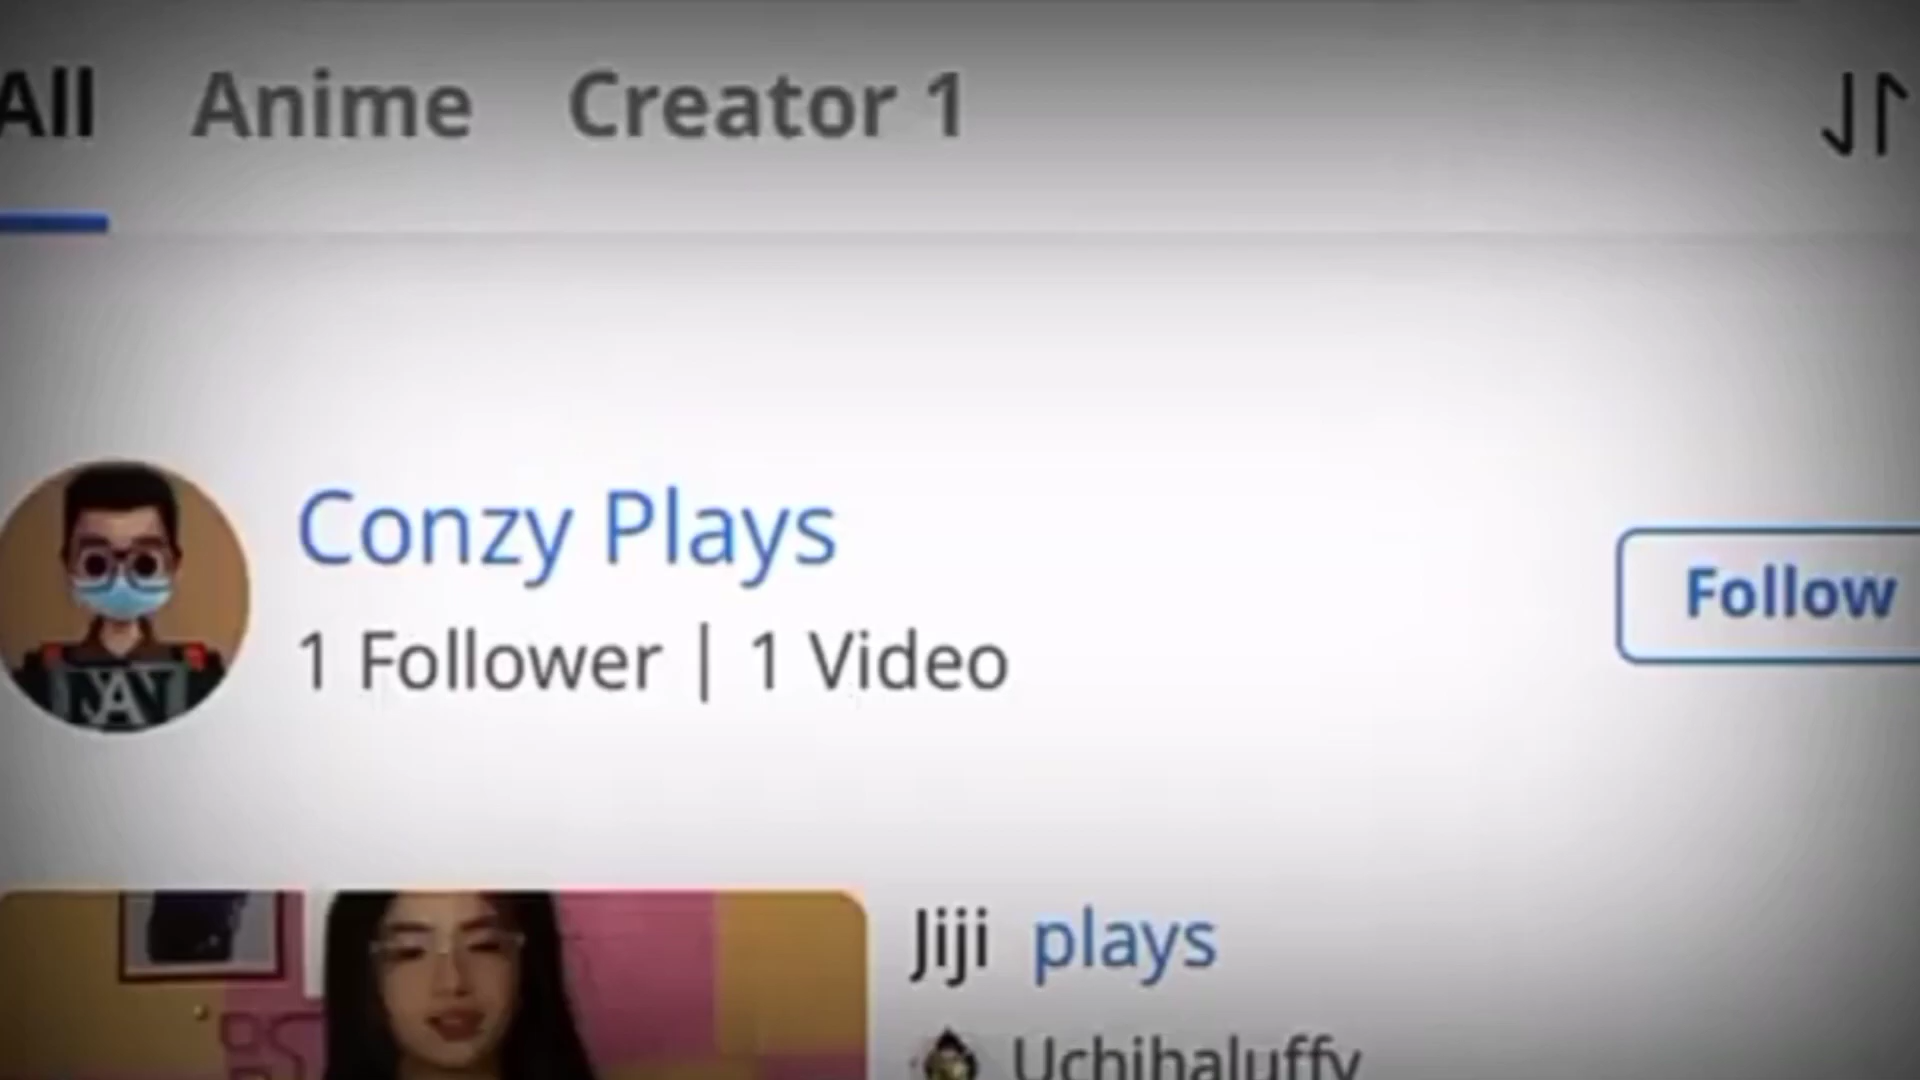 All Anime Creator 1
Conzy Plays
1 Follower | 1 Video
Follow
Jiji plays
Uchihaluffy